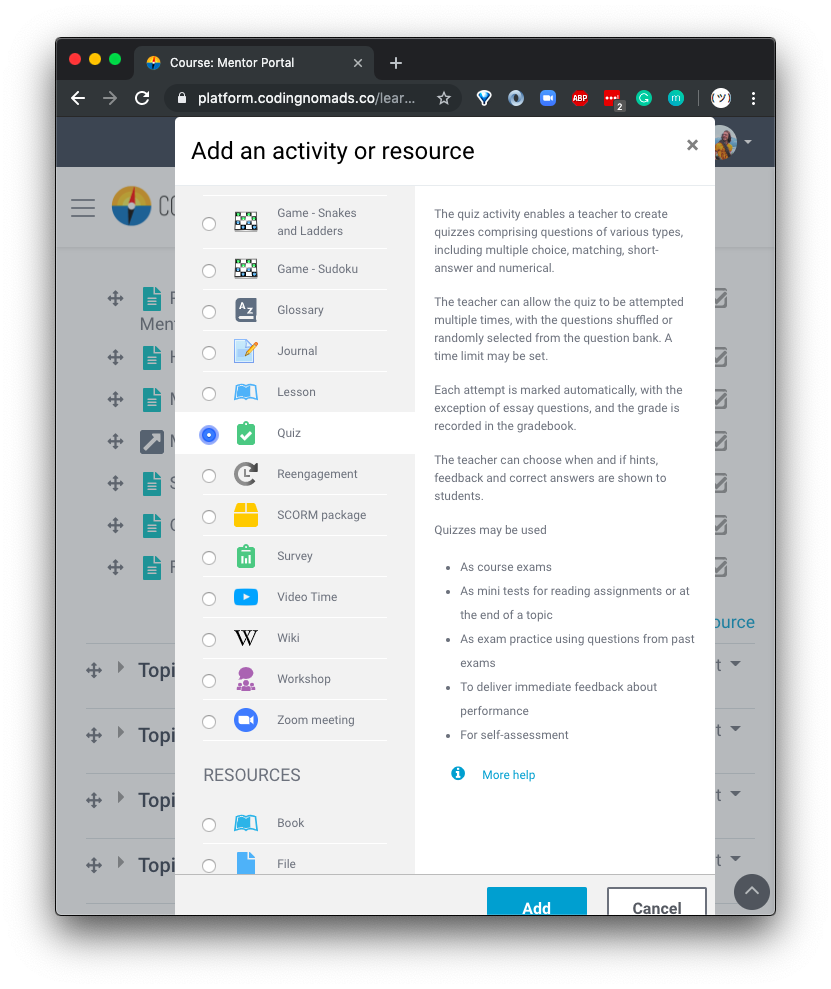 Course: Mentor Portal
platform.codingnomads.co/lear...
ABP
2
Add an activity or resource
Game - Snakes
and Ladders
Game - Sudoku
Glossary
Journal
Lesson
Quiz
Reengagement
SCORM package
Survey
Video Time
Wiki
Workshop
Zoom meeting
RESOURCES
Book
File
The quiz activity enables a teacher to create
quizzes comprising questions of various types,
including multiple choice, matching, short-
answer and numerical.
The teacher can allow the quiz to be attempted
multiple times, with the questions shuffled or
randomly selected from the question bank. A
time limit may be set.
Each attempt is marked automatically, with the
exception of essay questions, and the grade is
recorded in the gradebook.
The teacher can choose when and if hints,
feedback and correct answers are shown to
students.
Quizzes may be used
As course exams
As mini tests for reading assignments or at
the end of a topic
As exam practice using questions from past
exams
To deliver immediate feedback about
performance
For self-assessment
More help
Add
Cancel
Topi
Topi
Topi
Topi